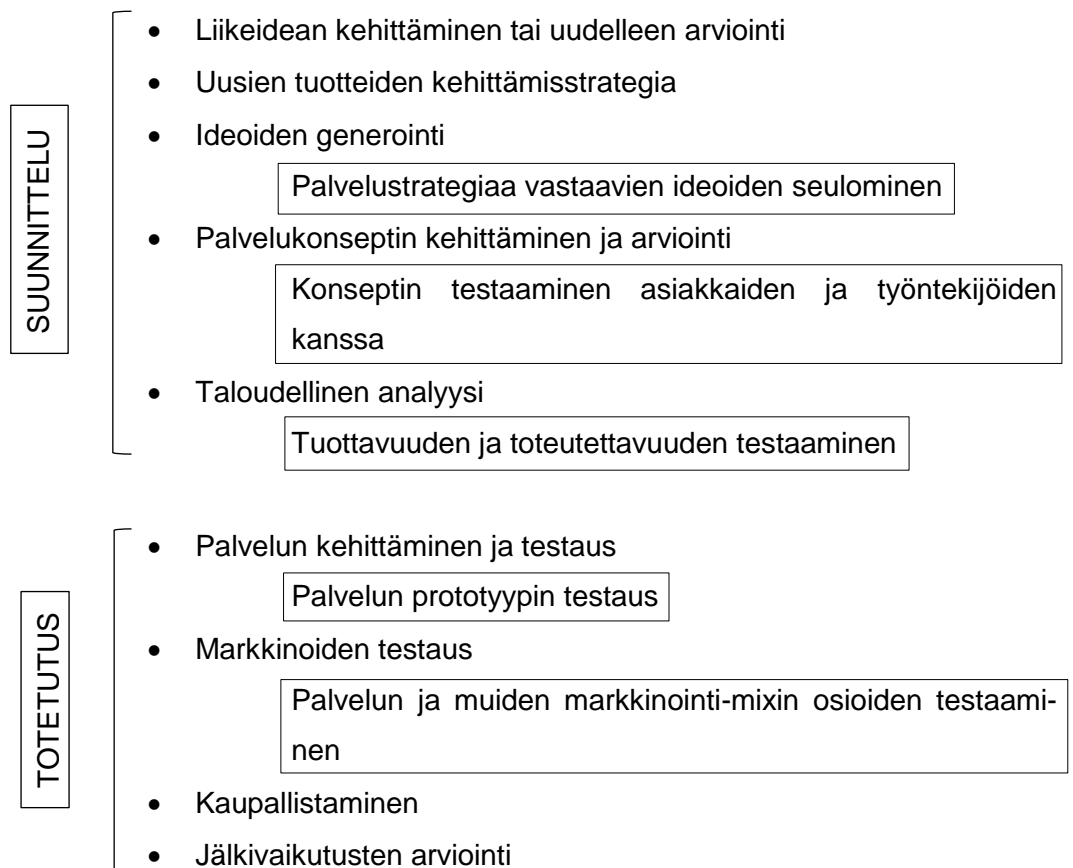 SUUNNITTELU
• Liikeidean kehittäminen tai uudelleen arviointi
• Uusien tuotteiden kehittämisstrategia
• Ideoiden generointi
Palvelustrategiaa vastaavien ideoiden seulominen
• Palvelukonseptin kehittäminen ja arviointi
Konseptin testaaminen asiakkaiden ja työntekijöiden
kanssa
• Taloudellinen analyysi
Tuottavuuden ja toteutettavuuden testaaminen
TOTETUTUS
• Palvelun kehittäminen ja testaus
Palvelun prototyypin testaus
• Markkinoiden testaus
Palvelun ja muiden markkinointi-mixin osioiden testaami-
nen
• Kaupallistaminen
• Jälkivaikutusten arviointi